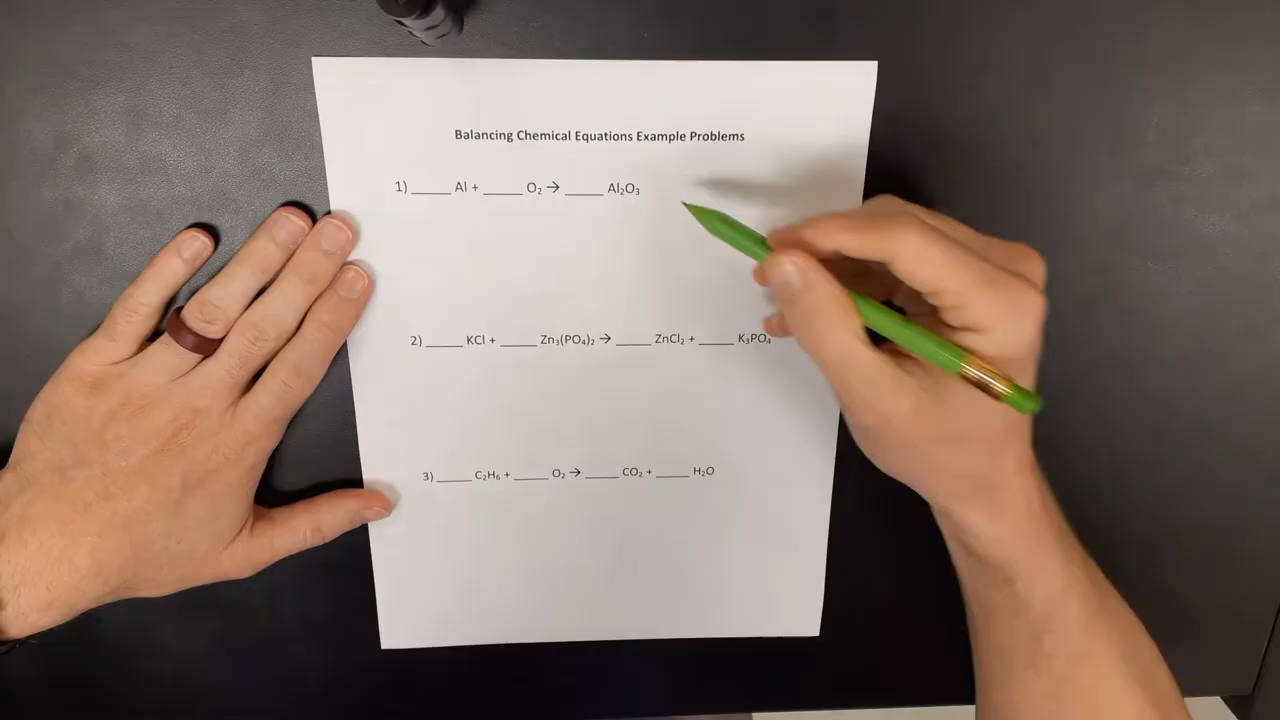 Balancing Chemical Equations Example Problems
1) _____ Al + _____ O₂ → _____ Al₂O₃
2) _____ KCl + _____ Zn₃(PO₄)₂ → _____ ZnCl₂ + _____ K₃PO₄
3) _____ C₂H₆ + _____ O₂ → _____ CO₂ + _____ H₂O